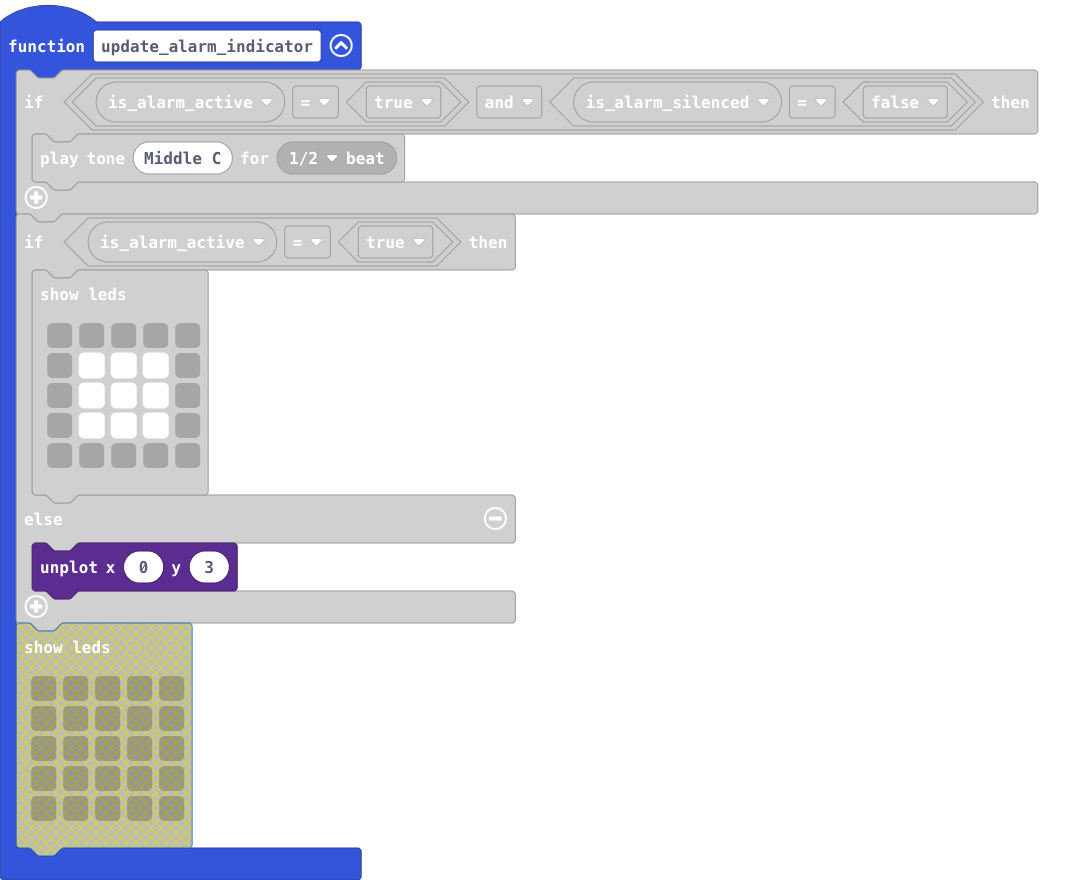 function update_alarm_indicator
if is_alarm_active = true and is_alarm_silenced = false then
play tone Middle C for 1/2 beat
if is_alarm_active = true then
show leds
else
unplot x 0 y 3
show leds